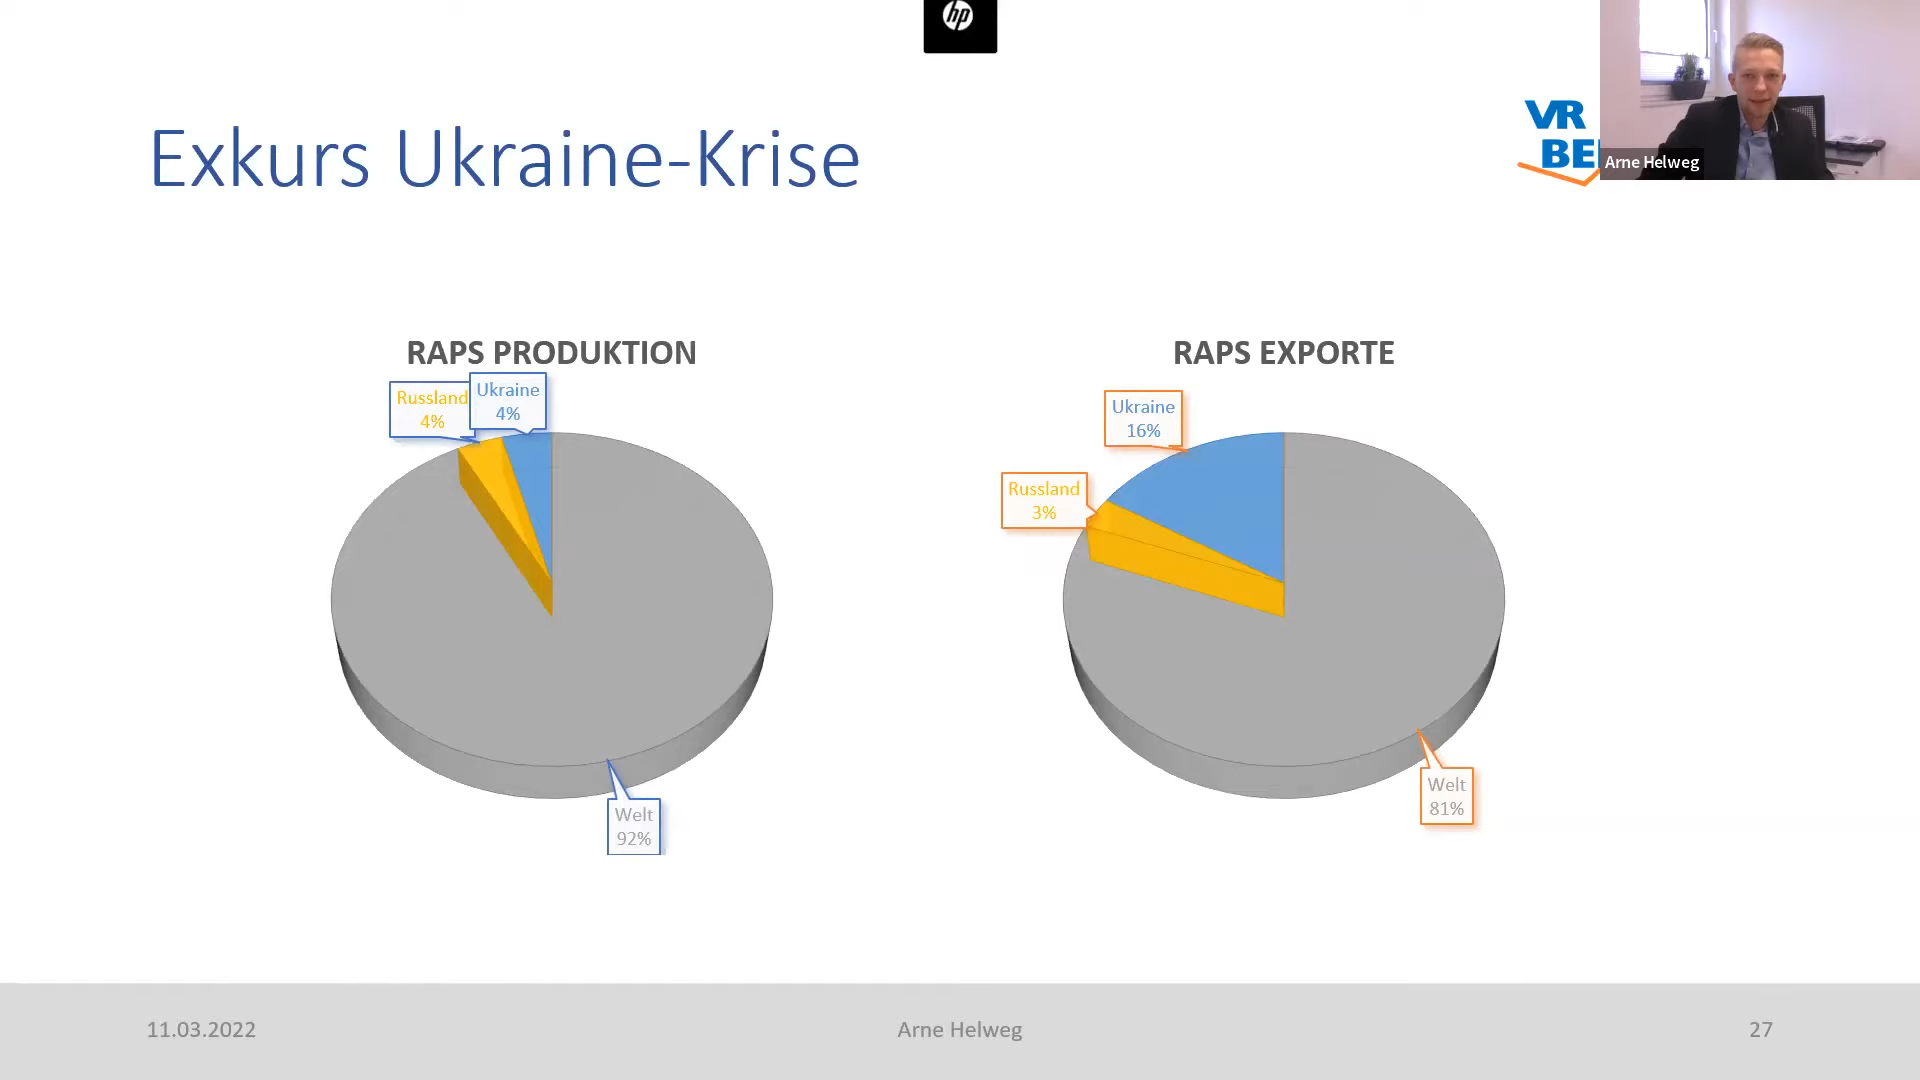 hp
Exkurs Ukraine-Krise
VR
BE
Arne Helweg
RAPS PRODUKTION
Russland
4%
Ukraine
4%
Welt
92%
RAPS EXPORTE
Ukraine
16%
Russland
3%
Welt
81%
11.03.2022
Arne Helweg
27